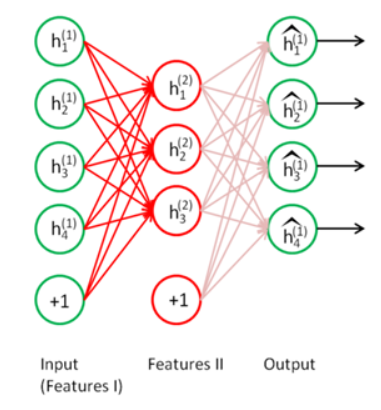 h₁⁽¹⁾
h₂⁽¹⁾
h₃⁽¹⁾
h₄⁽¹⁾
+1
h₁⁽²⁾
h₂⁽²⁾
h₃⁽²⁾
+1
ĥ₁⁽¹⁾
ĥ₂⁽¹⁾
ĥ₃⁽¹⁾
ĥ₄⁽¹⁾
Input
(Features I)
Features II
Output